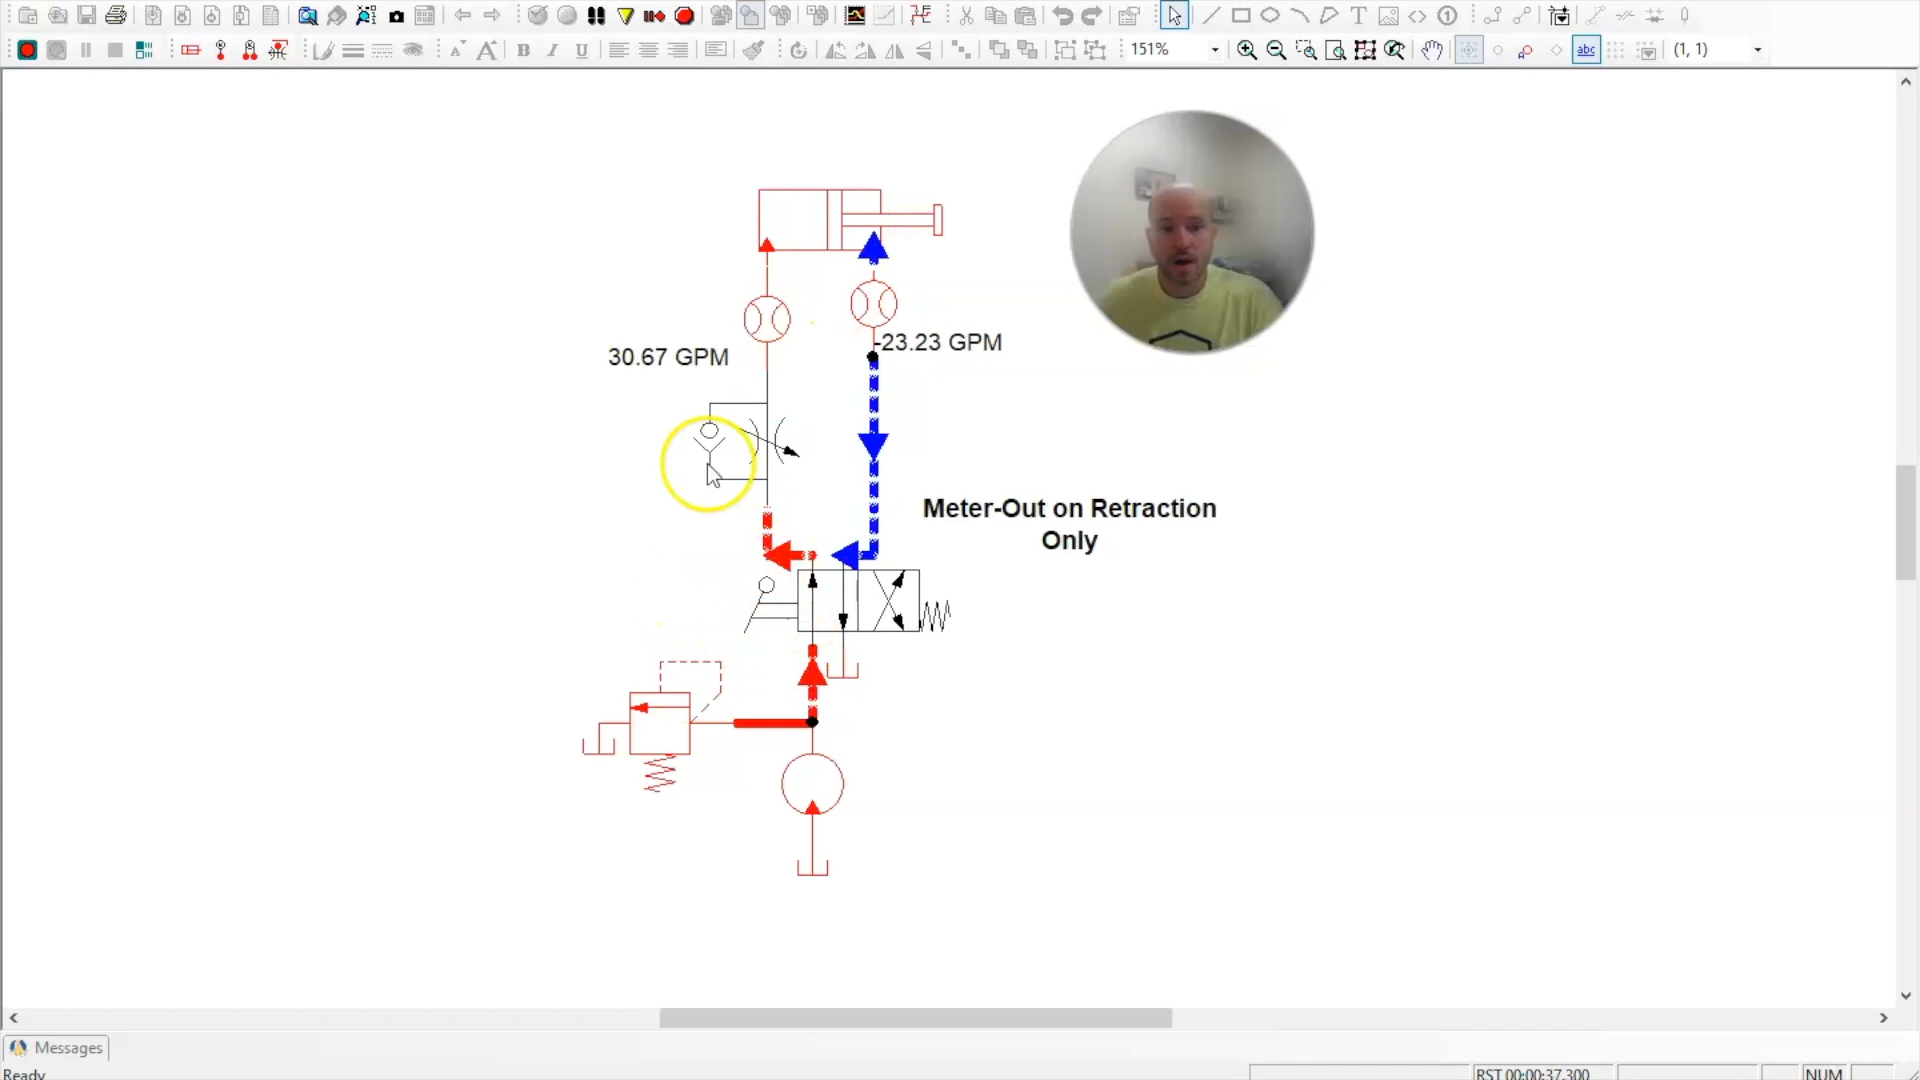 B I U
151%
abc
(1, 1)
-23.23 GPM
30.67 GPM
Meter-Out on Retraction
Only
Messages
Ready
RST 00:00:37.300
NUM